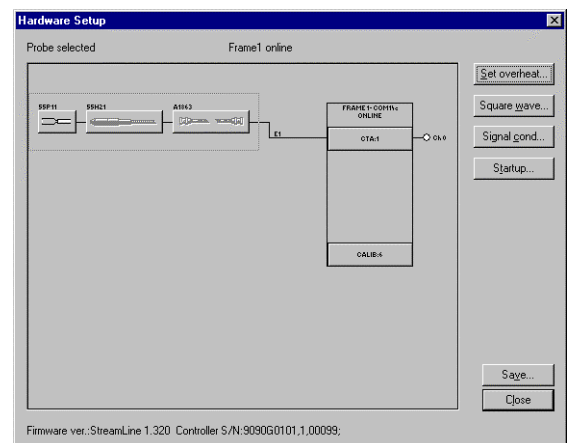 Hardware Setup
Probe selected
Frame1 online
Set overheat...
55P11
55H21
A1863
FRAME1-COM1\c
ONLINE
Square wave...
E1
CTA:1
Ch0
Signal cond...
Startup...
CALIB:6
Save...
Close
Firmware ver.:StreamLine 1.320 Controller S/N:9090G0101,1,00099;